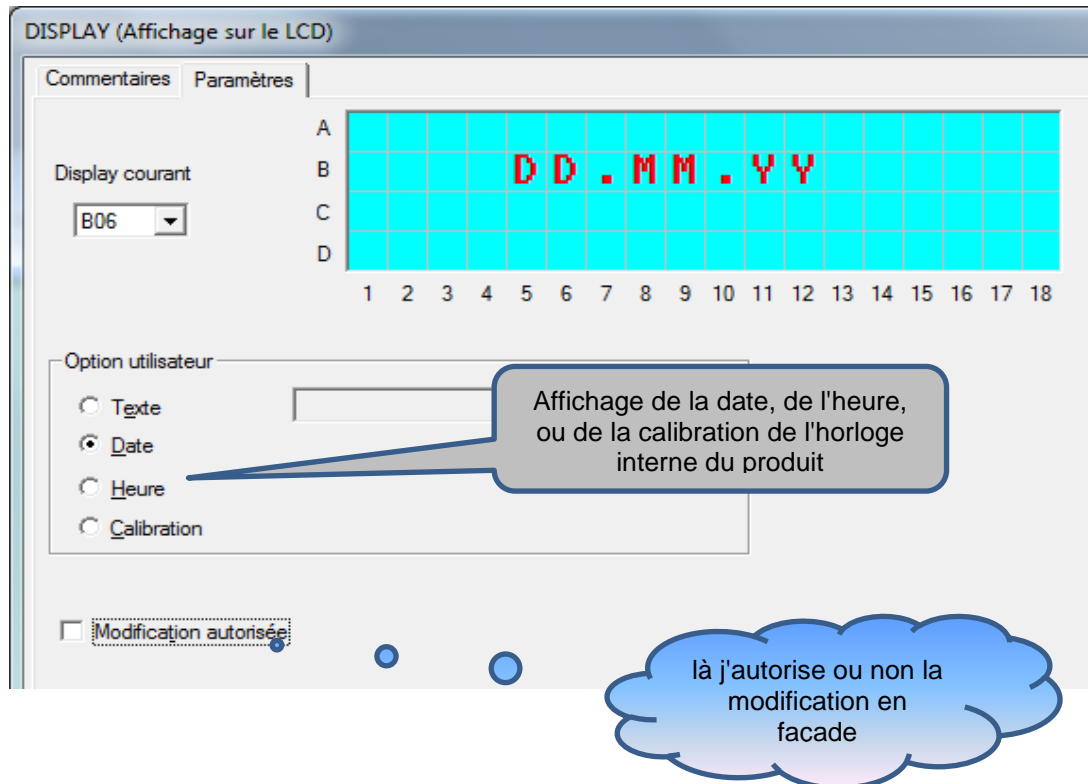 DISPLAY (Affichage sur le LCD)
Commentaires Paramètres
A
Display courant B DD.MM.YY
B06 C
D
1 2 3 4 5 6 7 8 9 10 11 12 13 14 15 16 17 18
Option utilisateur
Texte
Date
Heure
Calibration
Affichage de la date, de l'heure,
ou de la calibration de l'horloge
interne du produit
Modification autorisée
là j'autorise ou non la
modification en
facade